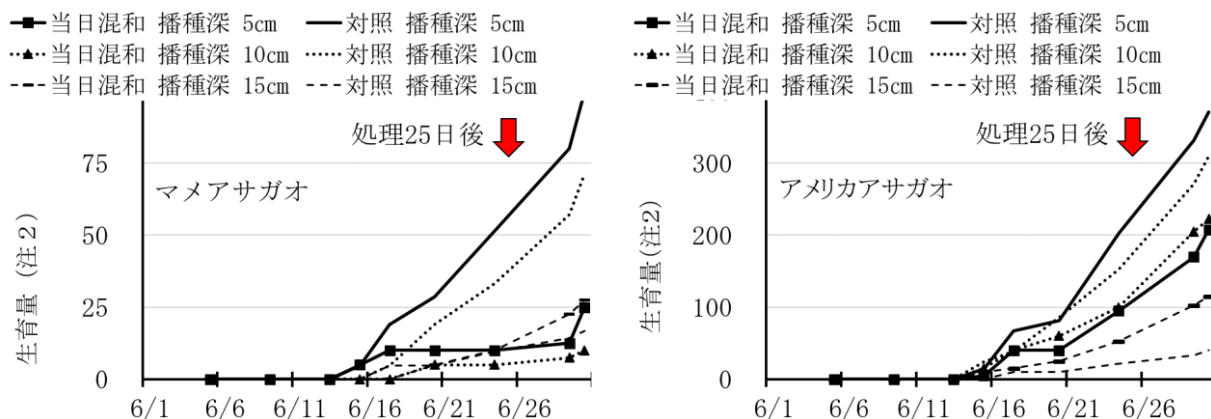 当日混和 播種深 5cm
対照 播種深 5cm
当日混和 播種深 10cm
対照 播種深 10cm
当日混和 播種深 15cm
対照 播種深 15cm
処理25日後
マメアサガオ
生育量 (注2)
75
50
25
0
6/1 6/6 6/11 6/16 6/21 6/26
当日混和 播種深 5cm
対照 播種深 5cm
当日混和 播種深 10cm
対照 播種深 10cm
当日混和 播種深 15cm
対照 播種深 15cm
処理25日後
アメリカアサガオ
生育量(注2)
300
200
100
0
6/1 6/6 6/11 6/16 6/21 6/26